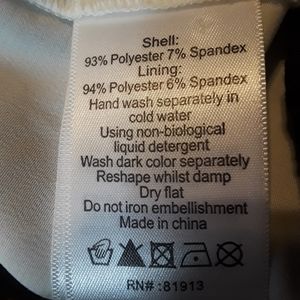 Shell:
93% Polyester 7% Spandex
Lining:
94% Polyester 6% Spandex
Hand wash separately in
cold water
Using non-biological
liquid detergent
Wash dark color separately
Reshape whilst damp
Dry flat
Do not iron embellishment
Made in china
RN# :81913